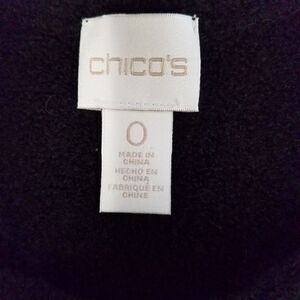 chico's
0
MADE IN
CHINA
HECHO EN
CHINA
FABRIQUÉ EN
CHINE